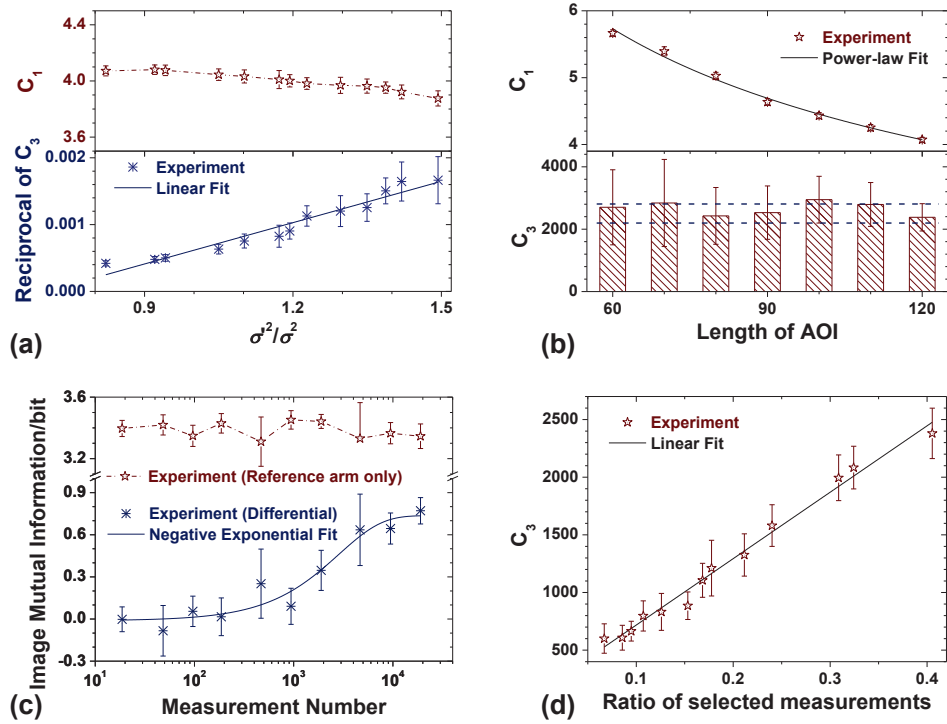 4.4
4.0
3.6
C1
0.002
0.001
0.000
Reciprocal of C3
Experiment
Linear Fit
0.9 1.2 1.5
σ'²/σ²
(a)
6
5
4
C1
Experiment
Power-law Fit
4000
2000
0
C3
60 90 120
Length of AOI
(b)
3.6
3.2
0.9
0.6
0.3
0.0
-0.3
Image Mutual Information/bit
Experiment (Reference arm only)
Experiment (Differential)
Negative Exponential Fit
10¹ 10² 10³ 10⁴
Measurement Number
(c)
2500
2000
1500
1000
500
C3
Experiment
Linear Fit
0.1 0.2 0.3 0.4
Ratio of selected measurements
(d)